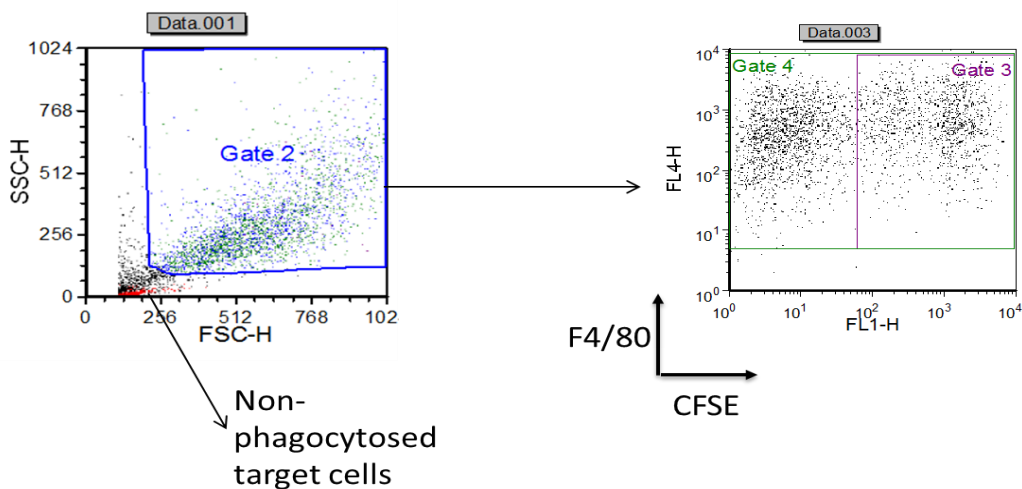 Data.001
1024
768
512
256
0
SSC-H
Gate 2
0 256 512 768 102
FSC-H
Non-
phagocytosed
target cells
Data.003
10^4
10^3
10^2
10^1
10^0
FL4-H
Gate 4
Gate 3
10^0 10^1 10^2 10^3 10^4
FL1-H
F4/80
CFSE